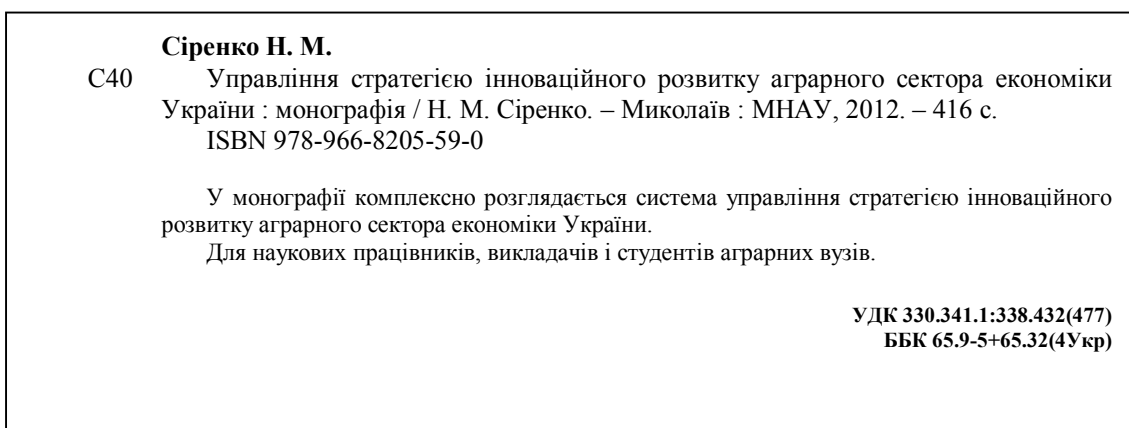 Сіренко Н. М.
С40 Управління стратегією інноваційного розвитку аграрного сектора економіки
України : монографія / Н. М. Сіренко. – Миколаїв : МНАУ, 2012. – 416 с.
ISBN 978-966-8205-59-0
У монографії комплексно розглядається система управління стратегією інноваційного
розвитку аграрного сектора економіки України.
Для наукових працівників, викладачів і студентів аграрних вузів.
УДК 330.341.1:338.432(477)
ББК 65.9-5+65.32(4Укр)